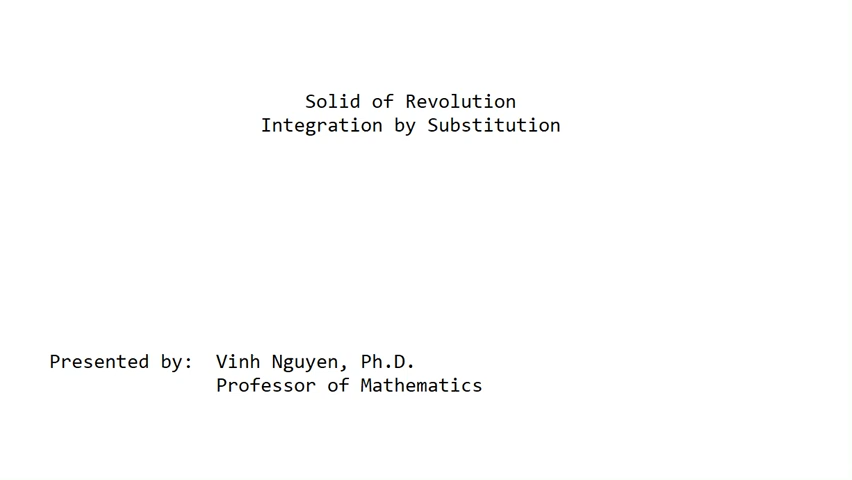 Solid of Revolution
Integration by Substitution
Presented by: Vinh Nguyen, Ph.D.
Professor of Mathematics